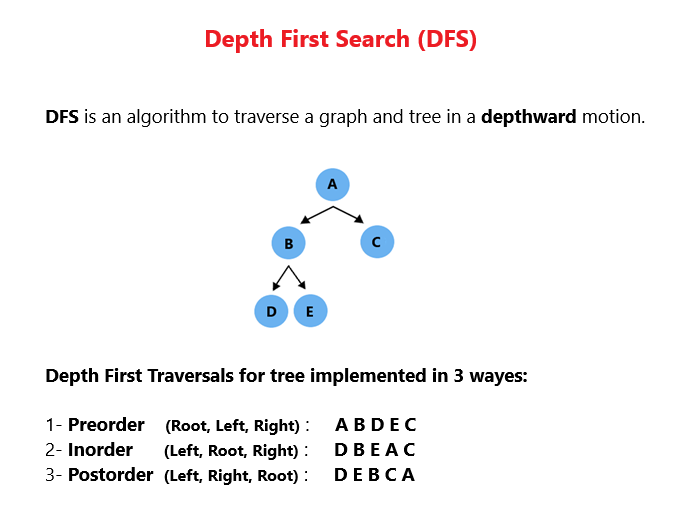 Depth First Search (DFS)
DFS is an algorithm to traverse a graph and tree in a depthward motion.
A
B
C
D
E
Depth First Traversals for tree implemented in 3 wayes:
1- Preorder (Root, Left, Right) : A B D E C
2- Inorder (Left, Root, Right) : D B E A C
3- Postorder (Left, Right, Root) : D E B C A